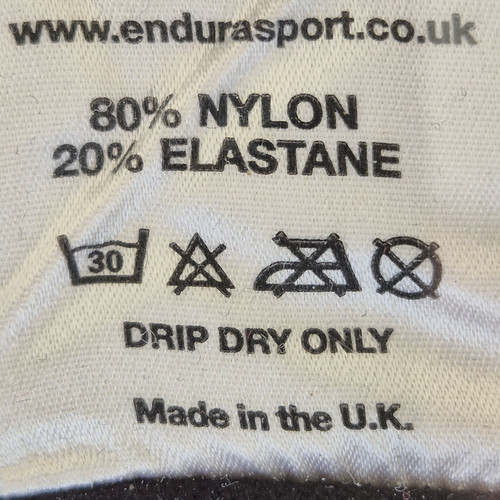 www.endurasport.co.uk
80% NYLON
20% ELASTANE
30
DRIP DRY ONLY
Made in the U.K.